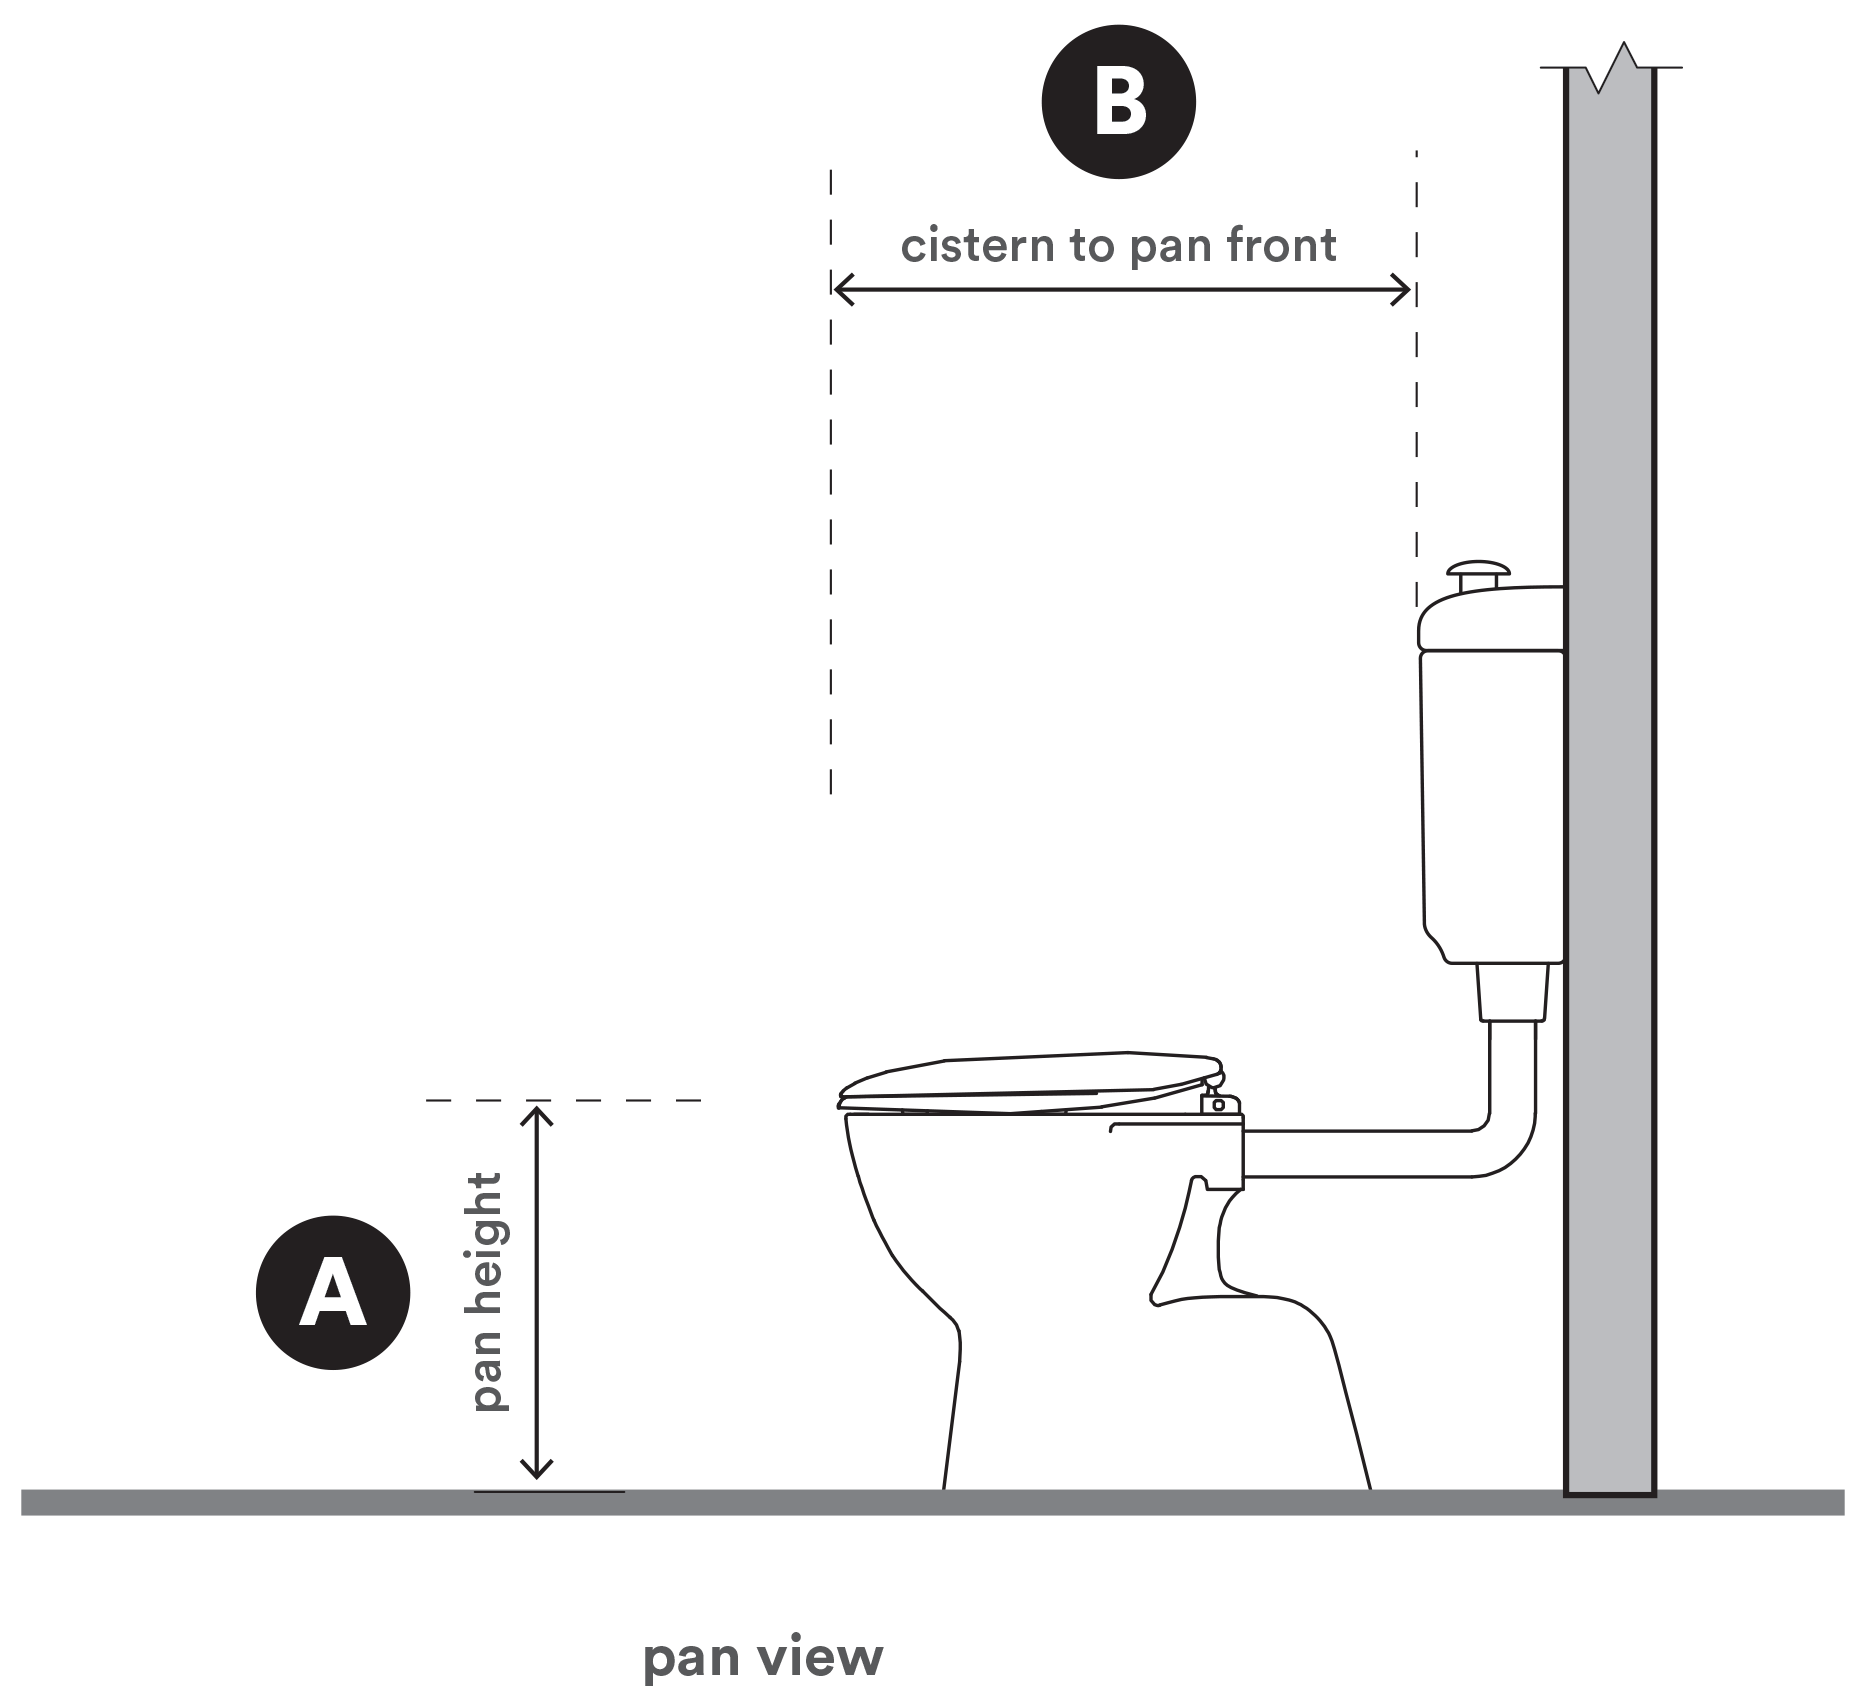 B
cistern to pan front
A
pan height
pan view